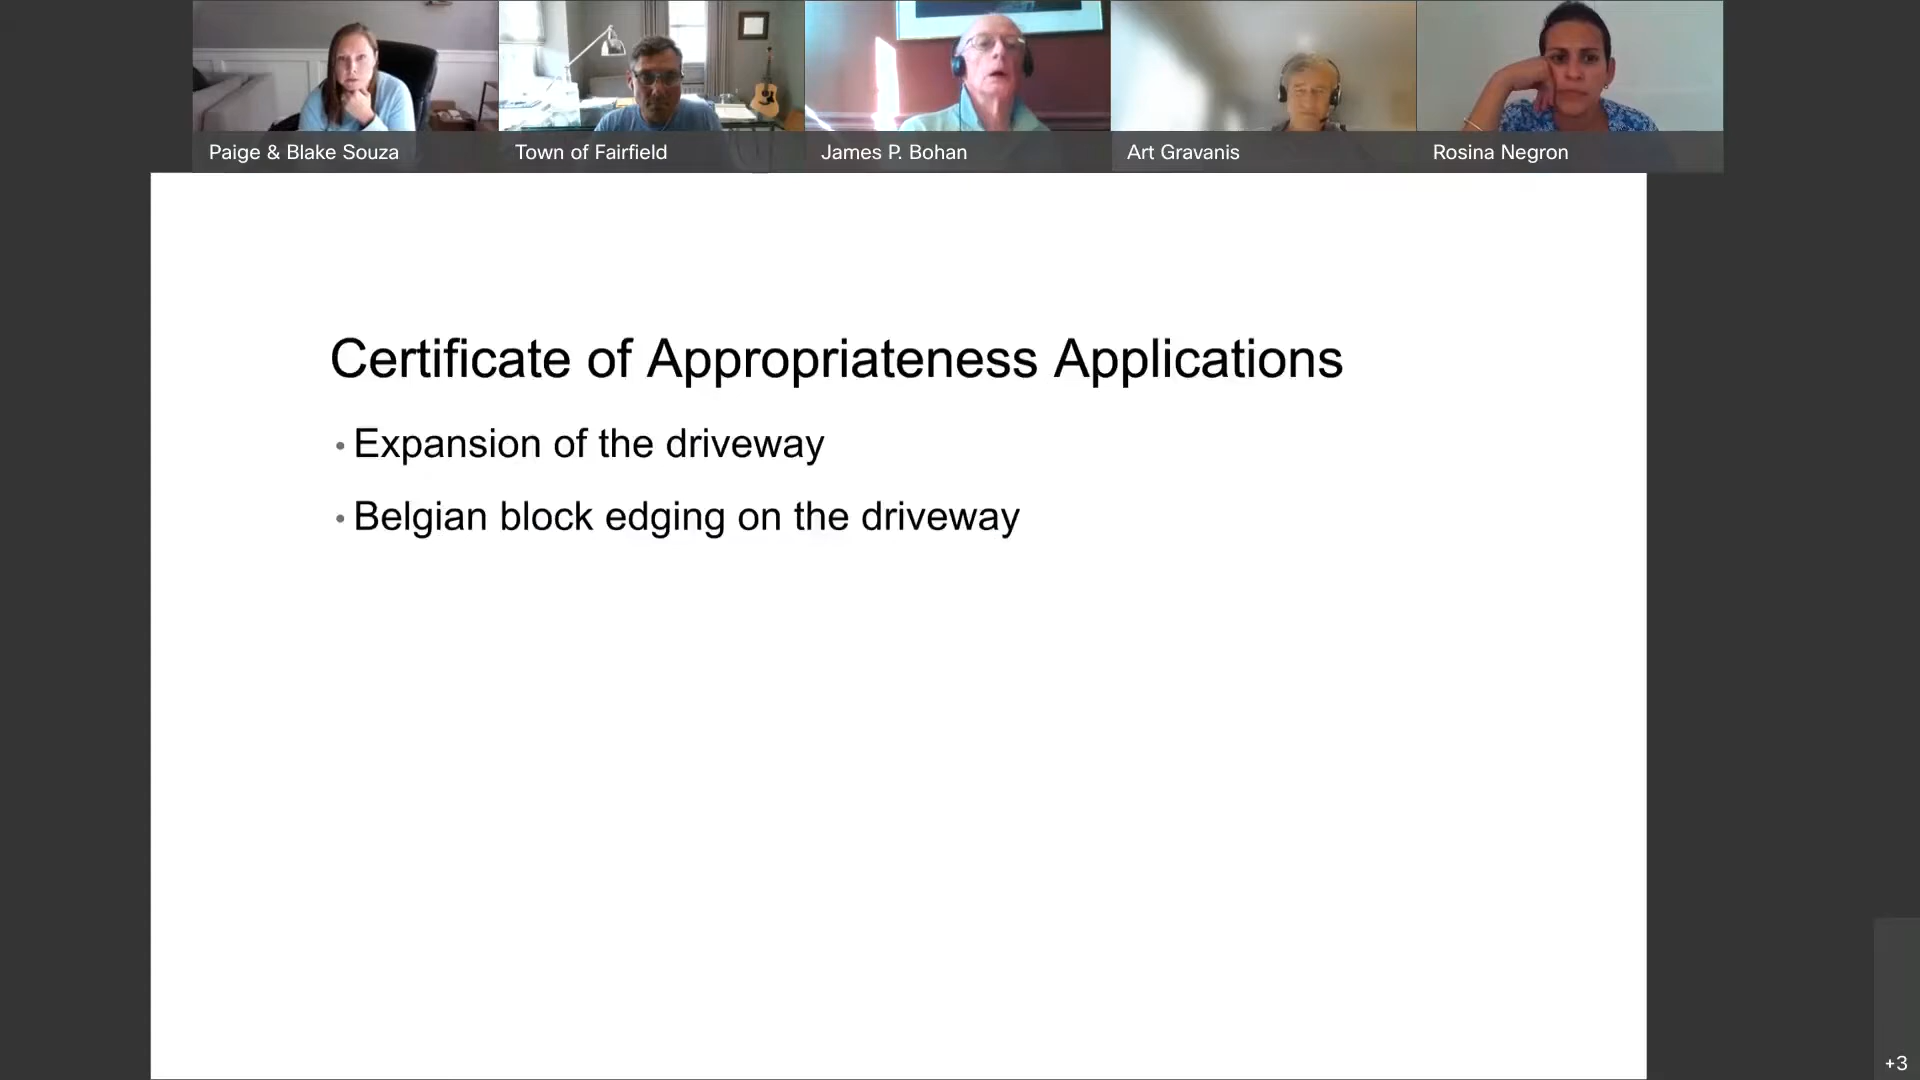 Paige & Blake Souza
Town of Fairfield
James P. Bohan
Art Gravanis
Rosina Negron
Certificate of Appropriateness Applications
• Expansion of the driveway
• Belgian block edging on the driveway
+3